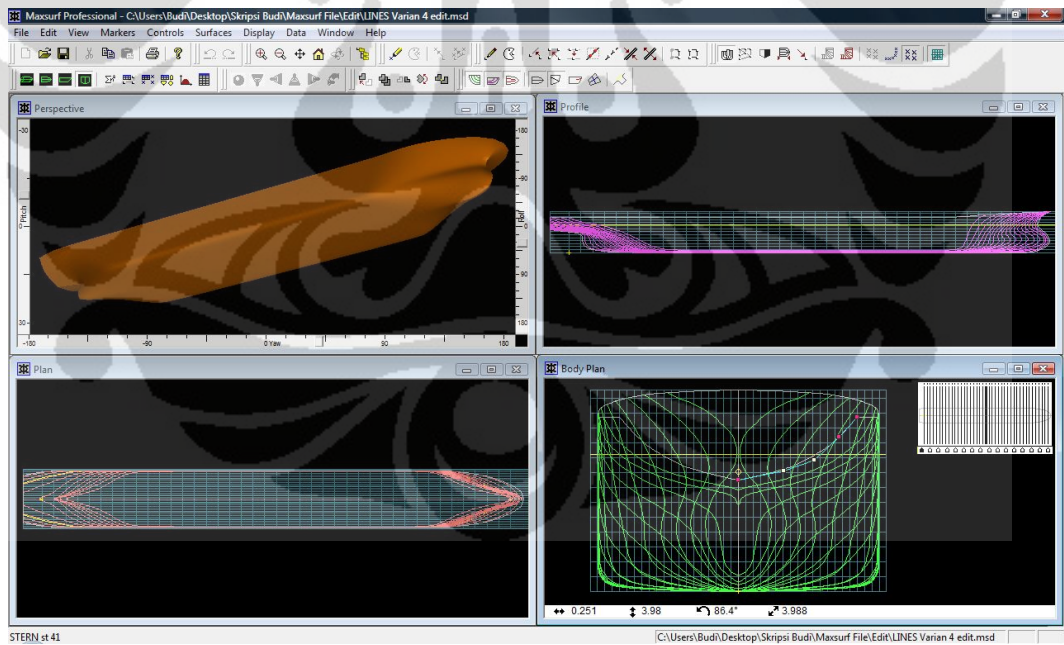 Maxsurf Professional - C:\Users\Budi\Desktop\Skripsi Budi\Maxsurf File\Edit\LINES Varian 4 edit.msd
File Edit View Markers Controls Surfaces Display Data Window Help
Perspective
-30
-180
Pitch
-90
0
Roll
0
90
30
180
-180
-90
0 Yaw
90
180
Profile
Plan
Body Plan
0.251 3.98 86.4° 3.988
STERN st 41
C:\Users\Budi\Desktop\Skripsi Budi\Maxsurf File\Edit\LINES Varian 4 edit.msd